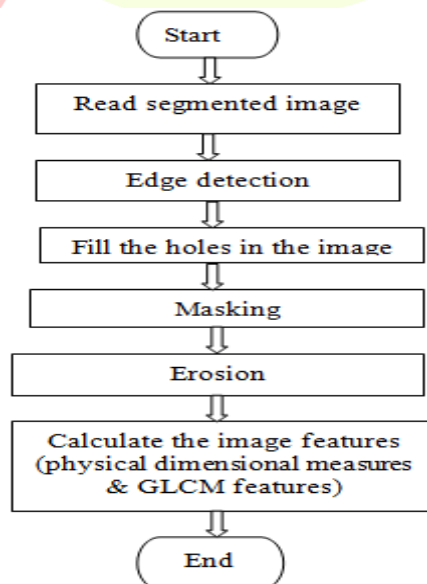 Start
Read segmented image
Edge detection
Fill the holes in the image
Masking
Erosion
Calculate the image features
(physical dimensional measures
& GLCM features)
End